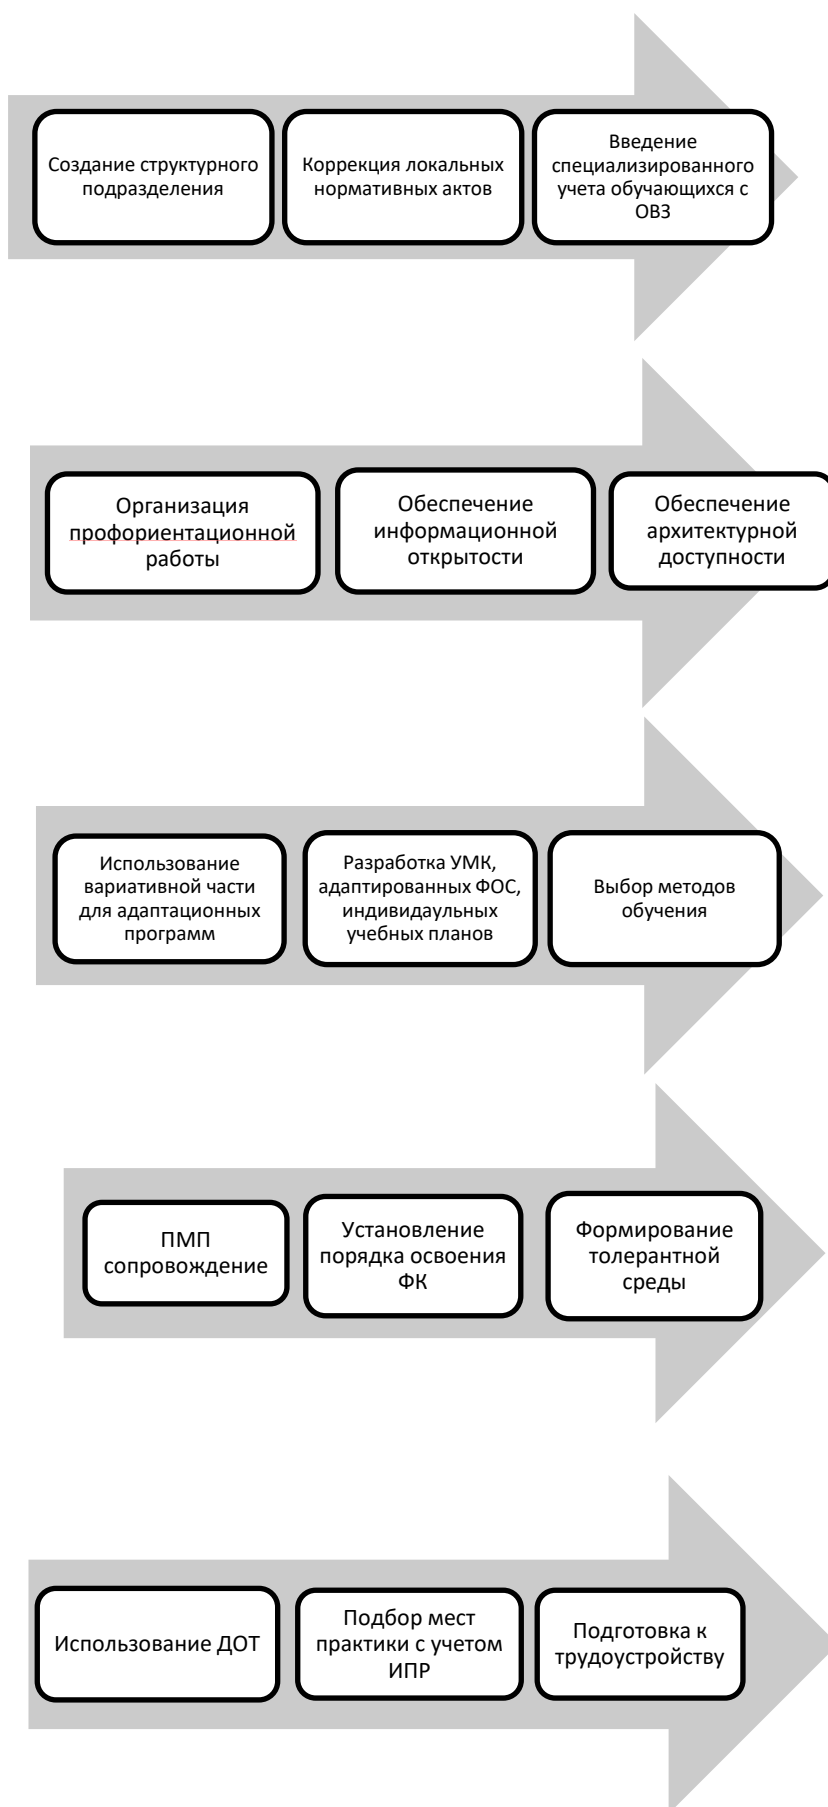 Создание структурного
подразделения
Коррекция локальных
нормативных актов
Введение
специализированного
учета обучающихся с
ОВЗ
Организация
профориентационной
работы
Обеспечение
информационной
открытости
Обеспечение
архитектурной
доступности
Использование
вариативной части
для адаптационных
программ
Разработка УМК,
адаптированных ФОС,
индивидаульных
учебных планов
Выбор методов
обучения
ПМП
сопровождение
Установление
порядка освоения
ФК
Формирование
толерантной
среды
Использование ДОТ
Подбор мест
практики с учетом
ИПР
Подготовка к
трудоустройству